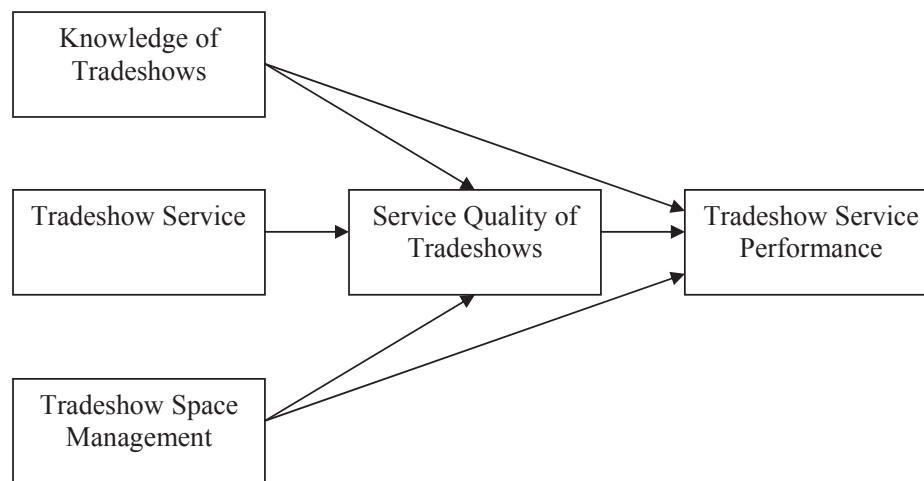 Knowledge of
Tradeshows
Tradeshow Service
Service Quality of
Tradeshows
Tradeshow Service
Performance
Tradeshow Space
Management